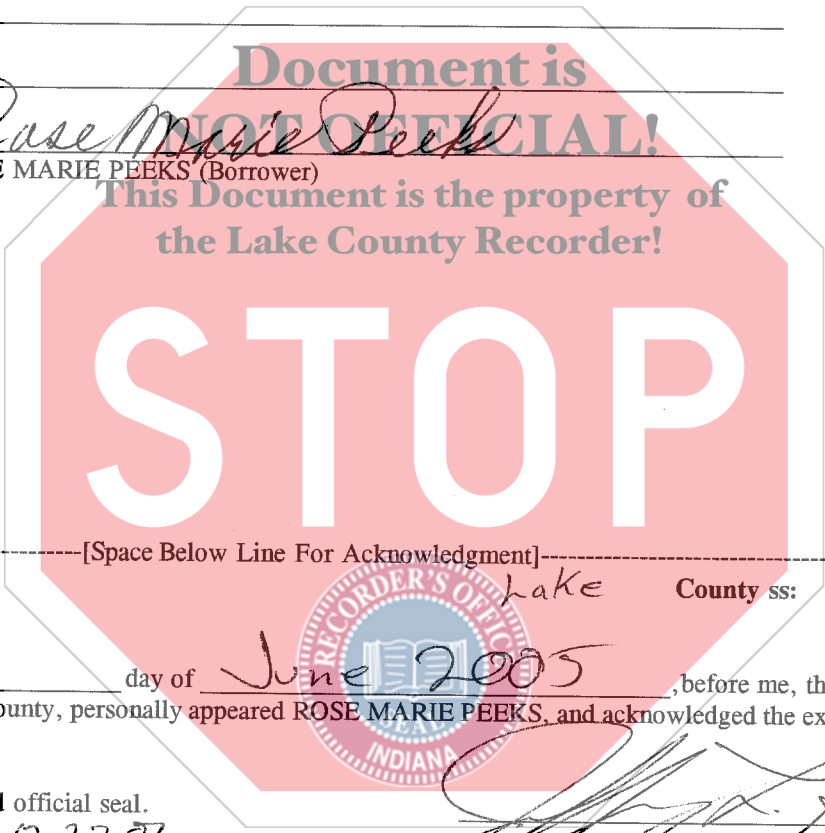 Document is
NOT OFFICIAL!
Rose Marie Peeks
E MARIE PEEKS (Borrower)
This Document is the property of
the Lake County Recorder!
STOP
[Space Below Line For Acknowledgment]
Lake County ss:
RECORDER'S OFFICE
day of June 2005, before me, th
ounty, personally appeared ROSE MARIE PEEKS, and acknowledged the ex
SEAL
INDIANA
official seal.